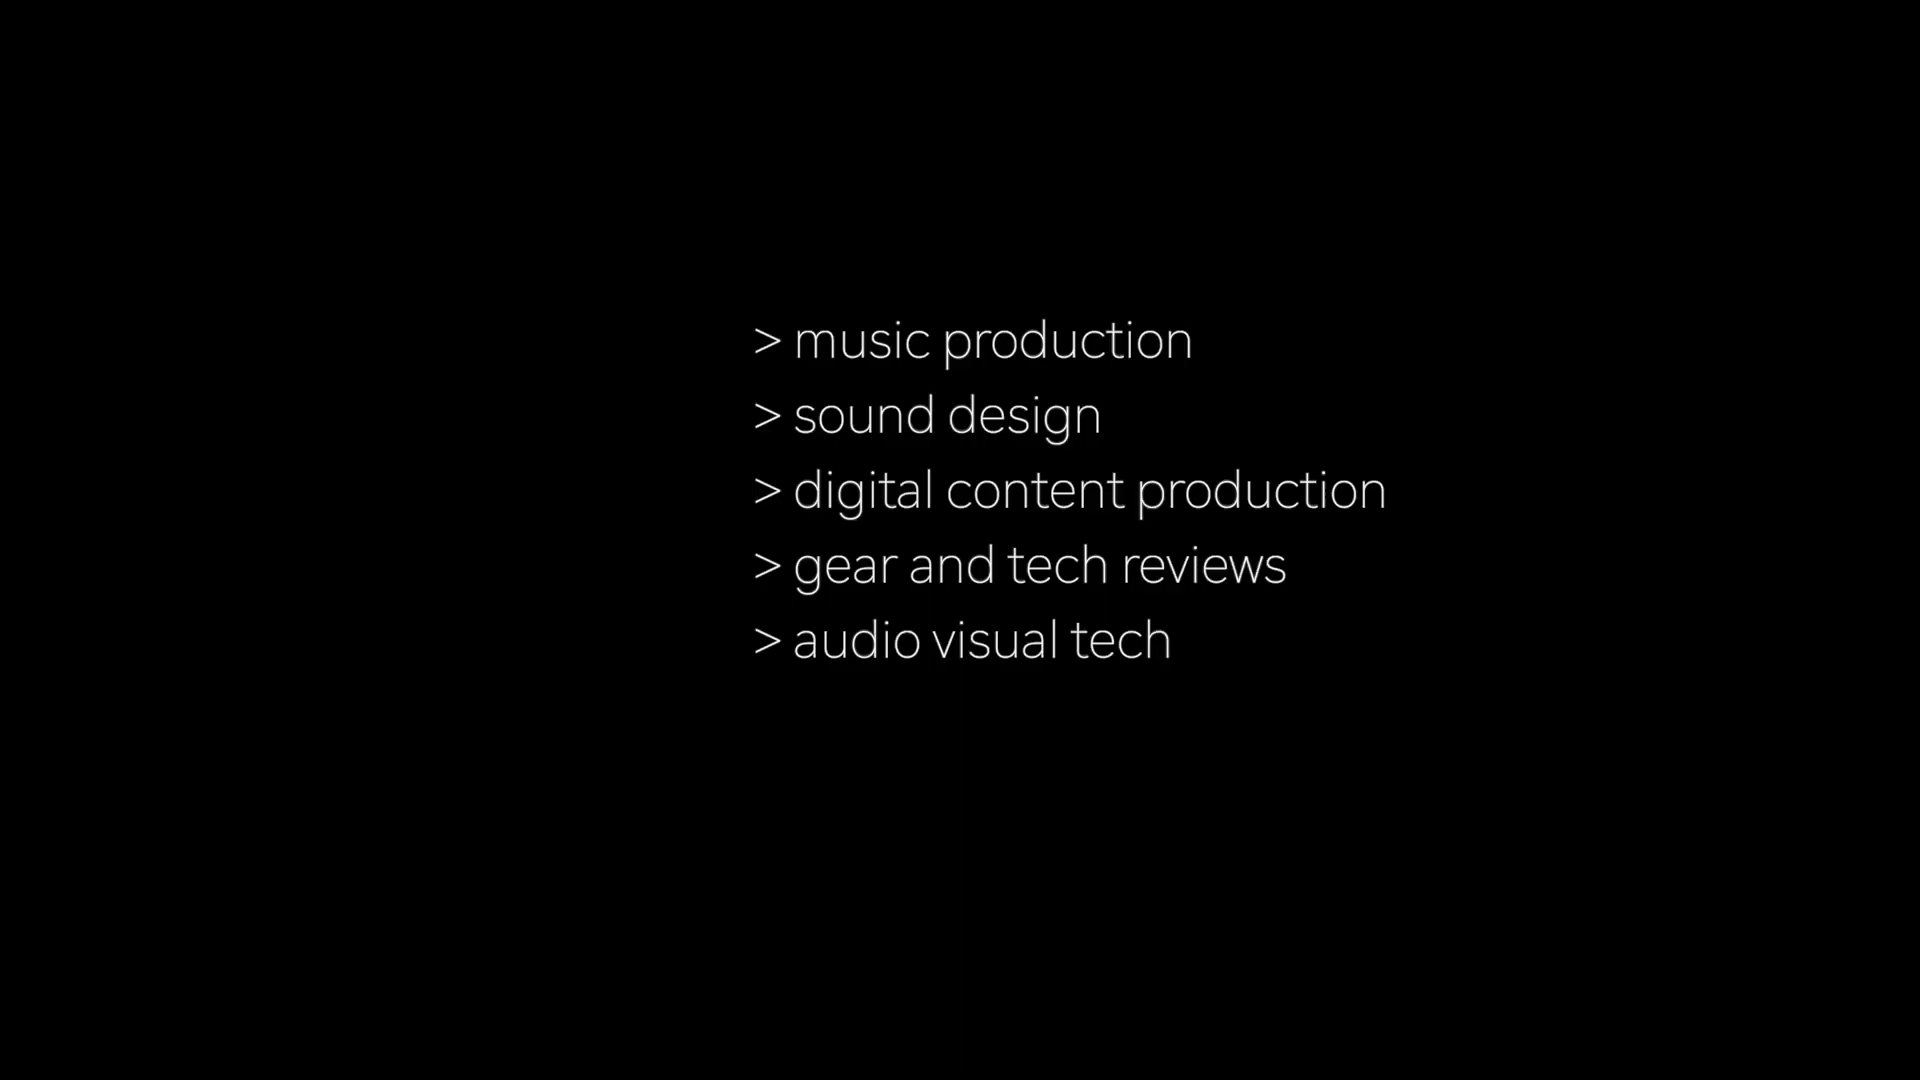 > music production
> sound design
> digital content production
> gear and tech reviews
> audio visual tech